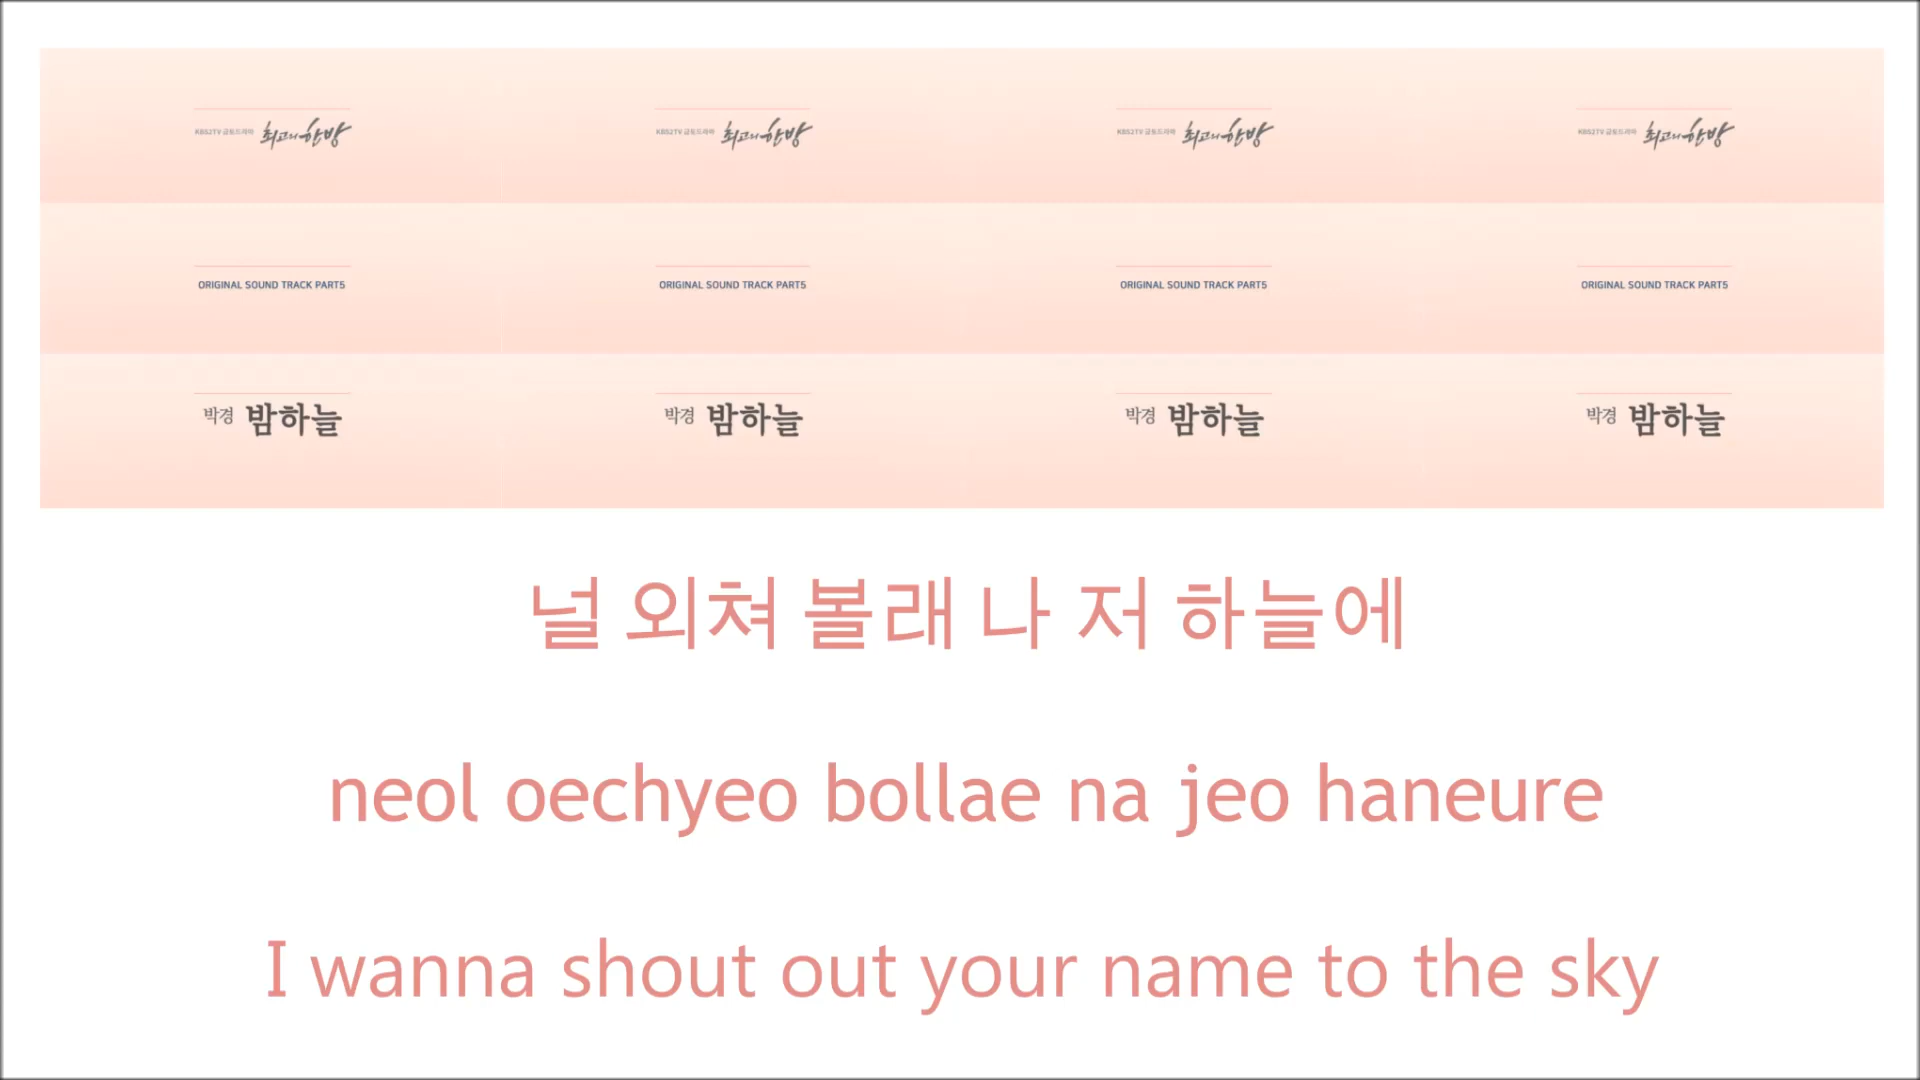 KBS2TV 금토드라마 최고의 한방 KBS2TV 금토드라마 최고의 한방 KBS2TV 금토드라마 최고의 한방 KBS2TV 금토드라마 최고의 한방
ORIGINAL SOUND TRACK PART5 ORIGINAL SOUND TRACK PART5 ORIGINAL SOUND TRACK PART5 ORIGINAL SOUND TRACK PART5
박경 밤하늘 박경 밤하늘 박경 밤하늘 박경 밤하늘
널 외쳐 볼래 나 저 하늘에
neol oechyeo bollae na jeo haneure
I wanna shout out your name to the sky